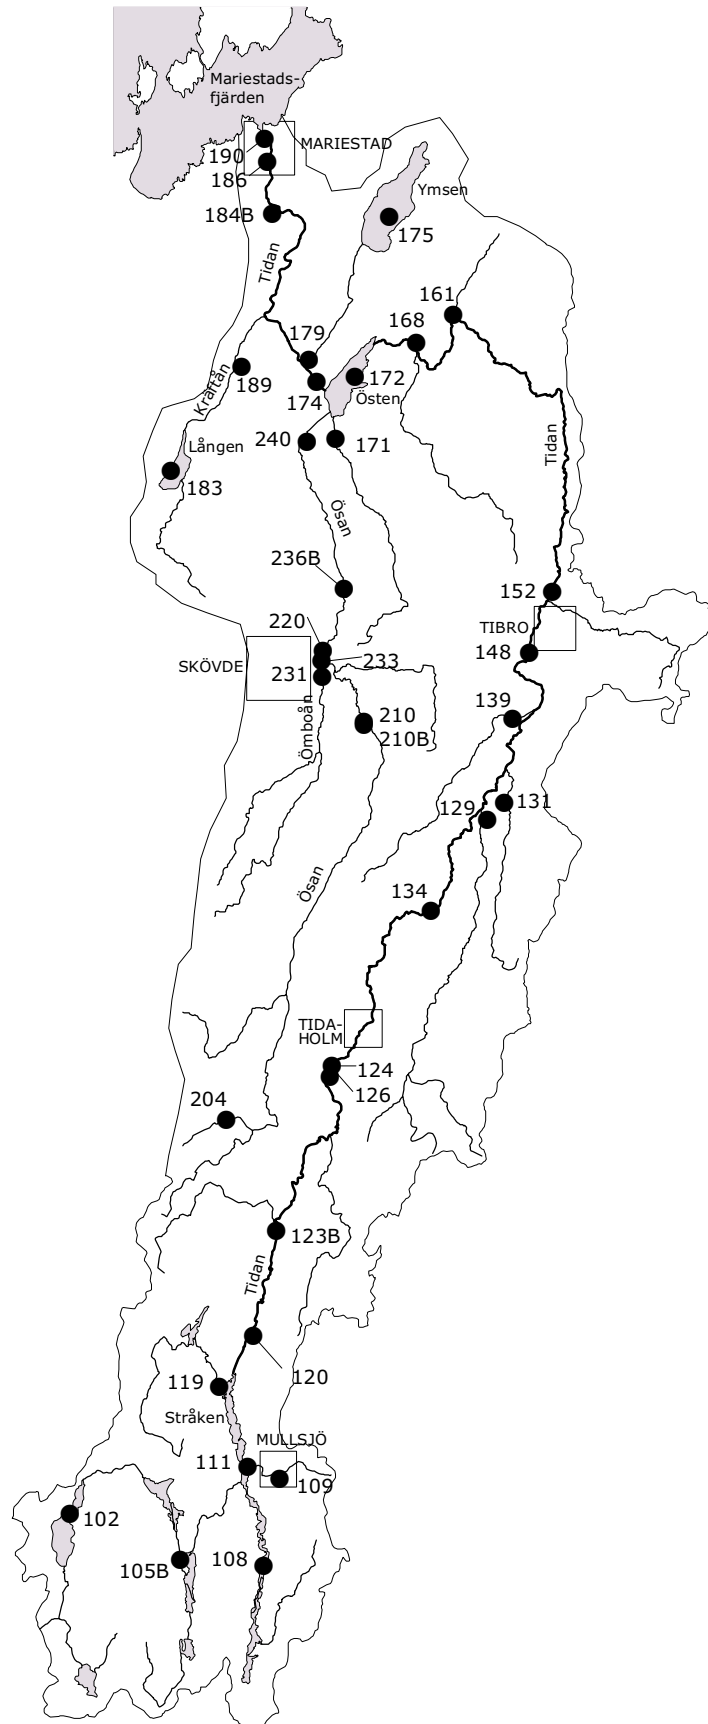 Mariestads-
fjärden
MARIESTAD
190
186
Ymsen
184B
175
Tidan
161
168
179
172
189
174
Östen
Kräftån
240
171
Lången
Tidan
183
Ösan
236B
152
220
TIBRO
SKÖVDE
233
148
231
210
139
210B
Ömboån
131
129
Ösan
134
TIDA-
HOLM
124
126
204
123B
Tidan
120
119
Stråken
MULLSJÖ
111
109
102
105B
108